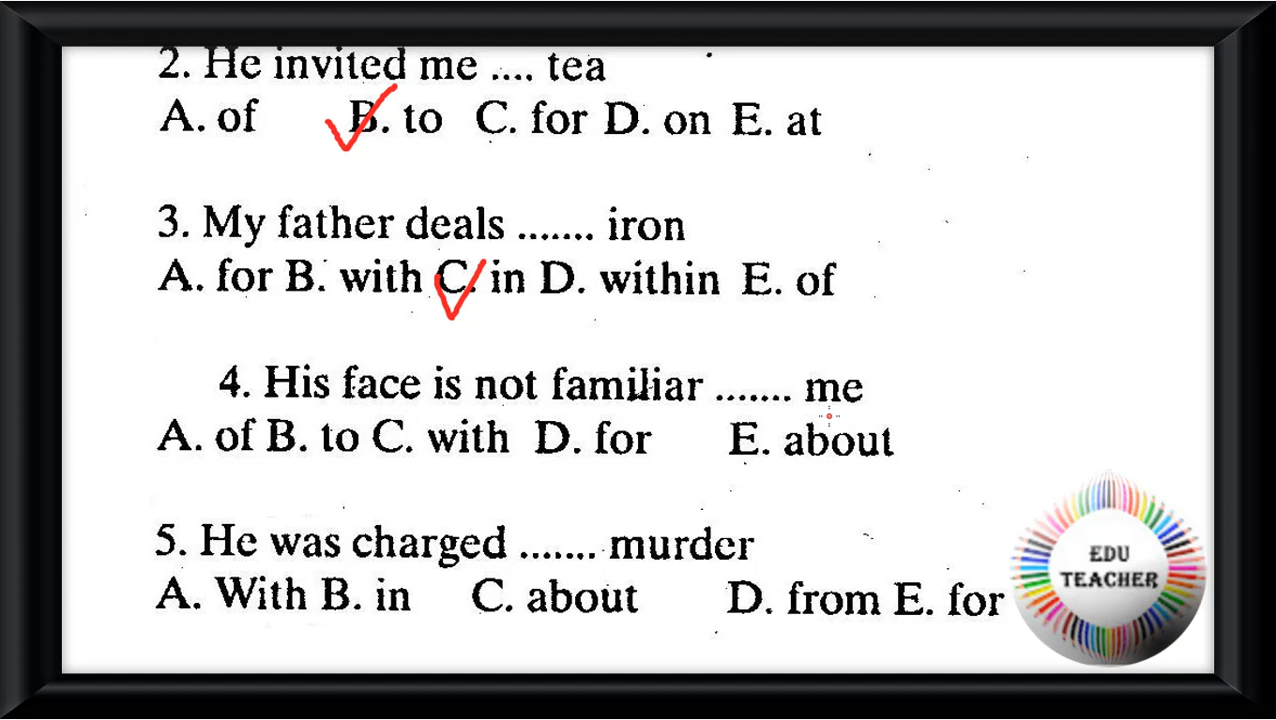 2. He invited me .... tea
A. of B. to C. for D. on E. at
3. My father deals ....... iron
A. for B. with C. in D. within E. of
4. His face is not familiar ....... me
A. of B. to C. with D. for E. about
5. He was charged ....... murder
A. With B. in C. about D. from E. for
EDU
TEACHER